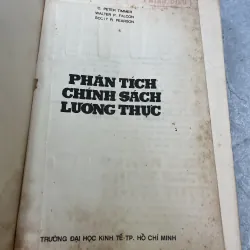 C. PETER TIMMER
WALTER P. FALCON
SCOTT R. PEARSON
PHÂN TÍCH
CHÍNH SÁCH
LƯƠNG THỰC
TRƯỜNG ĐẠI HỌC KINH TẾ TP. HỒ CHÍ MINH